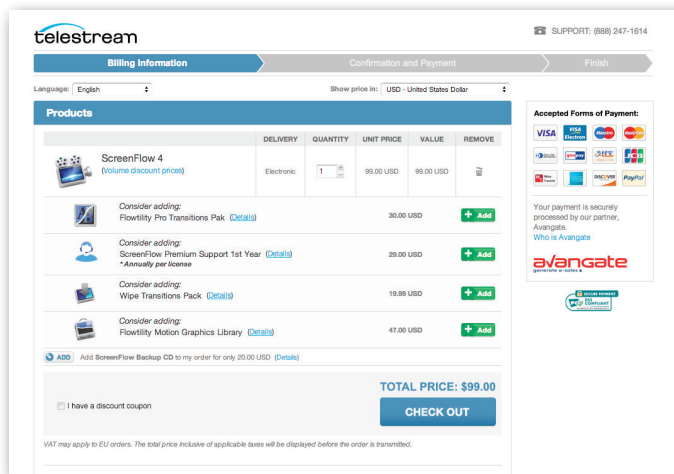 telestream
SUPPORT: (888) 247-1614
Billing Information
Confirmation and Payment
Finish
Language: English
Show price in: USD - United States Dollar
Products
DELIVERY QUANTITY UNIT PRICE VALUE REMOVE
ScreenFlow 4
(Volume discount prices)
Electronic 1 99.00 USD 99.00 USD
Consider adding:
Flowtility Pro Transitions Pak (Details)
30.00 USD
Add
Consider adding:
ScreenFlow Premium Support 1st Year (Details)
*Annually per license
29.00 USD
Add
Consider adding:
Wipe Transitions Pack (Details)
19.99 USD
Add
Consider adding:
Flowtility Motion Graphics Library (Details)
47.00 USD
Add
ADD Add ScreenFlow Backup CD to my order for only 20.00 USD (Details)
TOTAL PRICE: $99.00
I have a discount coupon
CHECK OUT
VAT may apply to EU orders. The total price inclusive of applicable taxes will be displayed before the order is transmitted.
Accepted Forms of Payment:
VISA VISA Electron Maestro
giropay JCB
DISCOVER PayPal
Your payment is securely
processed by our partner,
Avangate.
Who is Avangate
avangate
generate e-sales
SECURE PAYMENT
DSS
COMPLIANT